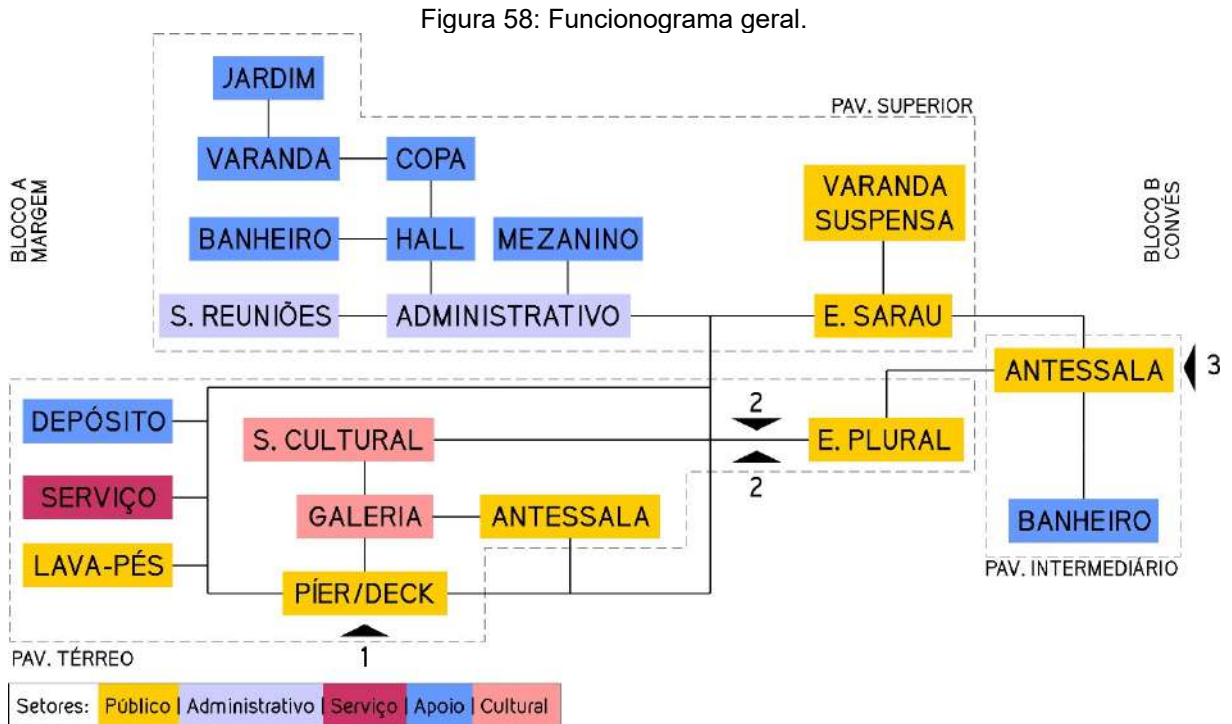 Figura 58: Funcionograma geral.
JARDIM
PAV. SUPERIOR
VARANDA
COPA
VARANDA
SUSPENSA
BLOCO A
MARGEM
BLOCO B
CONVÉS
BANHEIRO
HALL
MEZANINO
S. REUNIÕES
ADMINISTRATIVO
E. SARAU
ANTESSALA
3
DEPÓSITO
2
S. CULTURAL
E. PLURAL
2
SERVIÇO
GALERIA
ANTESSALA
BANHEIRO
LAVA-PÉS
PÍER/DECK
PAV. INTERMEDIÁRIO
PAV. TÉRREO
1
Setores: Público | Administrativo | Serviço | Apoio | Cultural